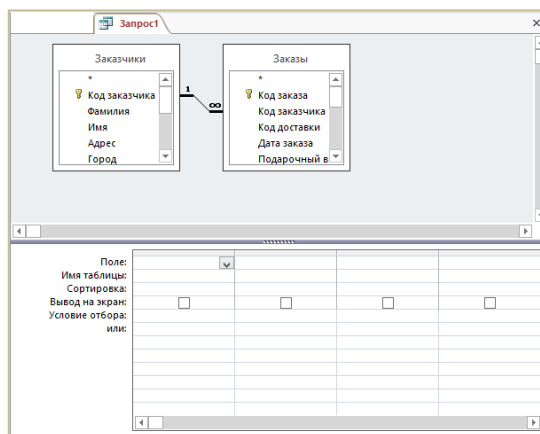 Запрос1
Заказчики
*
Код заказчика
Фамилия
Имя
Адрес
Город
1
∞
Заказы
*
Код заказа
Код заказчика
Код доставки
Дата заказа
Подарочный в
Поле:
Имя таблицы:
Сортировка:
Вывод на экран:
Условие отбора:
или: